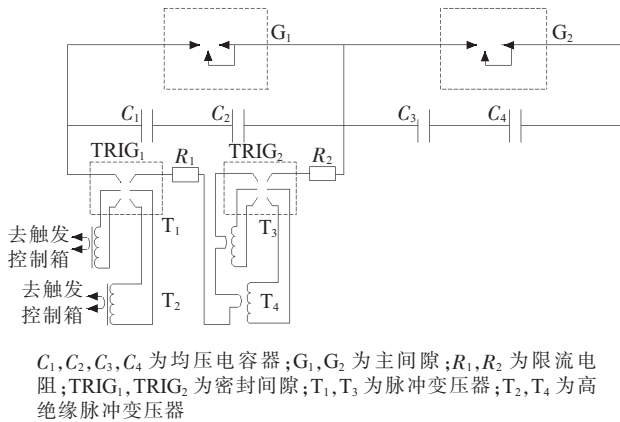 G₁
G₂
C₁
C₂
C₃
C₄
TRIG₁
R₁
TRIG₂
R₂
T₁
T₃
去触发
控制箱
T₂
T₄
去触发
控制箱
C₁,C₂,C₃,C₄ 为均压电容器;G₁,G₂ 为主间隙;R₁,R₂ 为限流电
阻;TRIG₁,TRIG₂ 为密封间隙;T₁,T₃ 为脉冲变压器;T₂,T₄ 为高
绝缘脉冲变压器